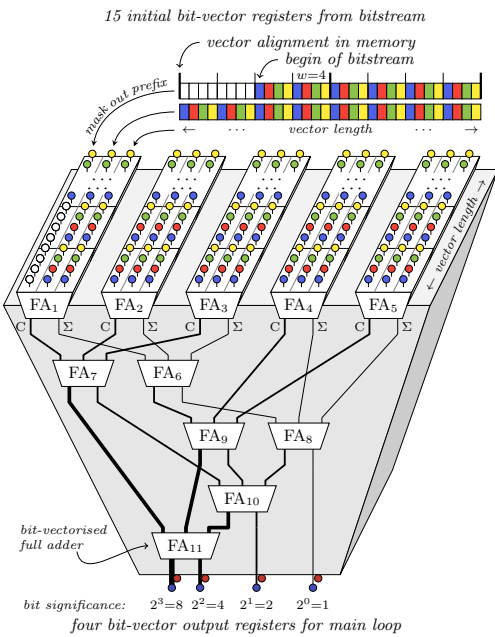 15 initial bit-vector registers from bitstream
vector alignment in memory
begin of bitstream
w=4
mask out prefix
← ··· vector length ··· →
··· ··· ··· ··· ···
← vector length →
FA₁ FA₂ FA₃ FA₄ FA₅
C Σ C Σ C Σ C Σ C Σ
FA₇ FA₆
FA₉ FA₈
FA₁₀
bit-vectorised
full adder
FA₁₁
bit significance: 2³=8 2²=4 2¹=2 2⁰=1
four bit-vector output registers for main loop